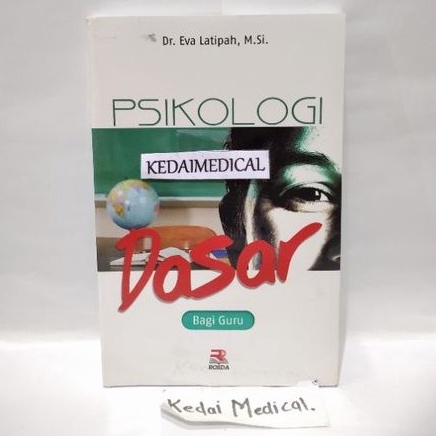 Dr. Eva Latipah, M.Si.
PSIKOLOGI
KEDAIMEDICAL
Dasar
Bagi Guru
ROSDA
Kedai Medical.